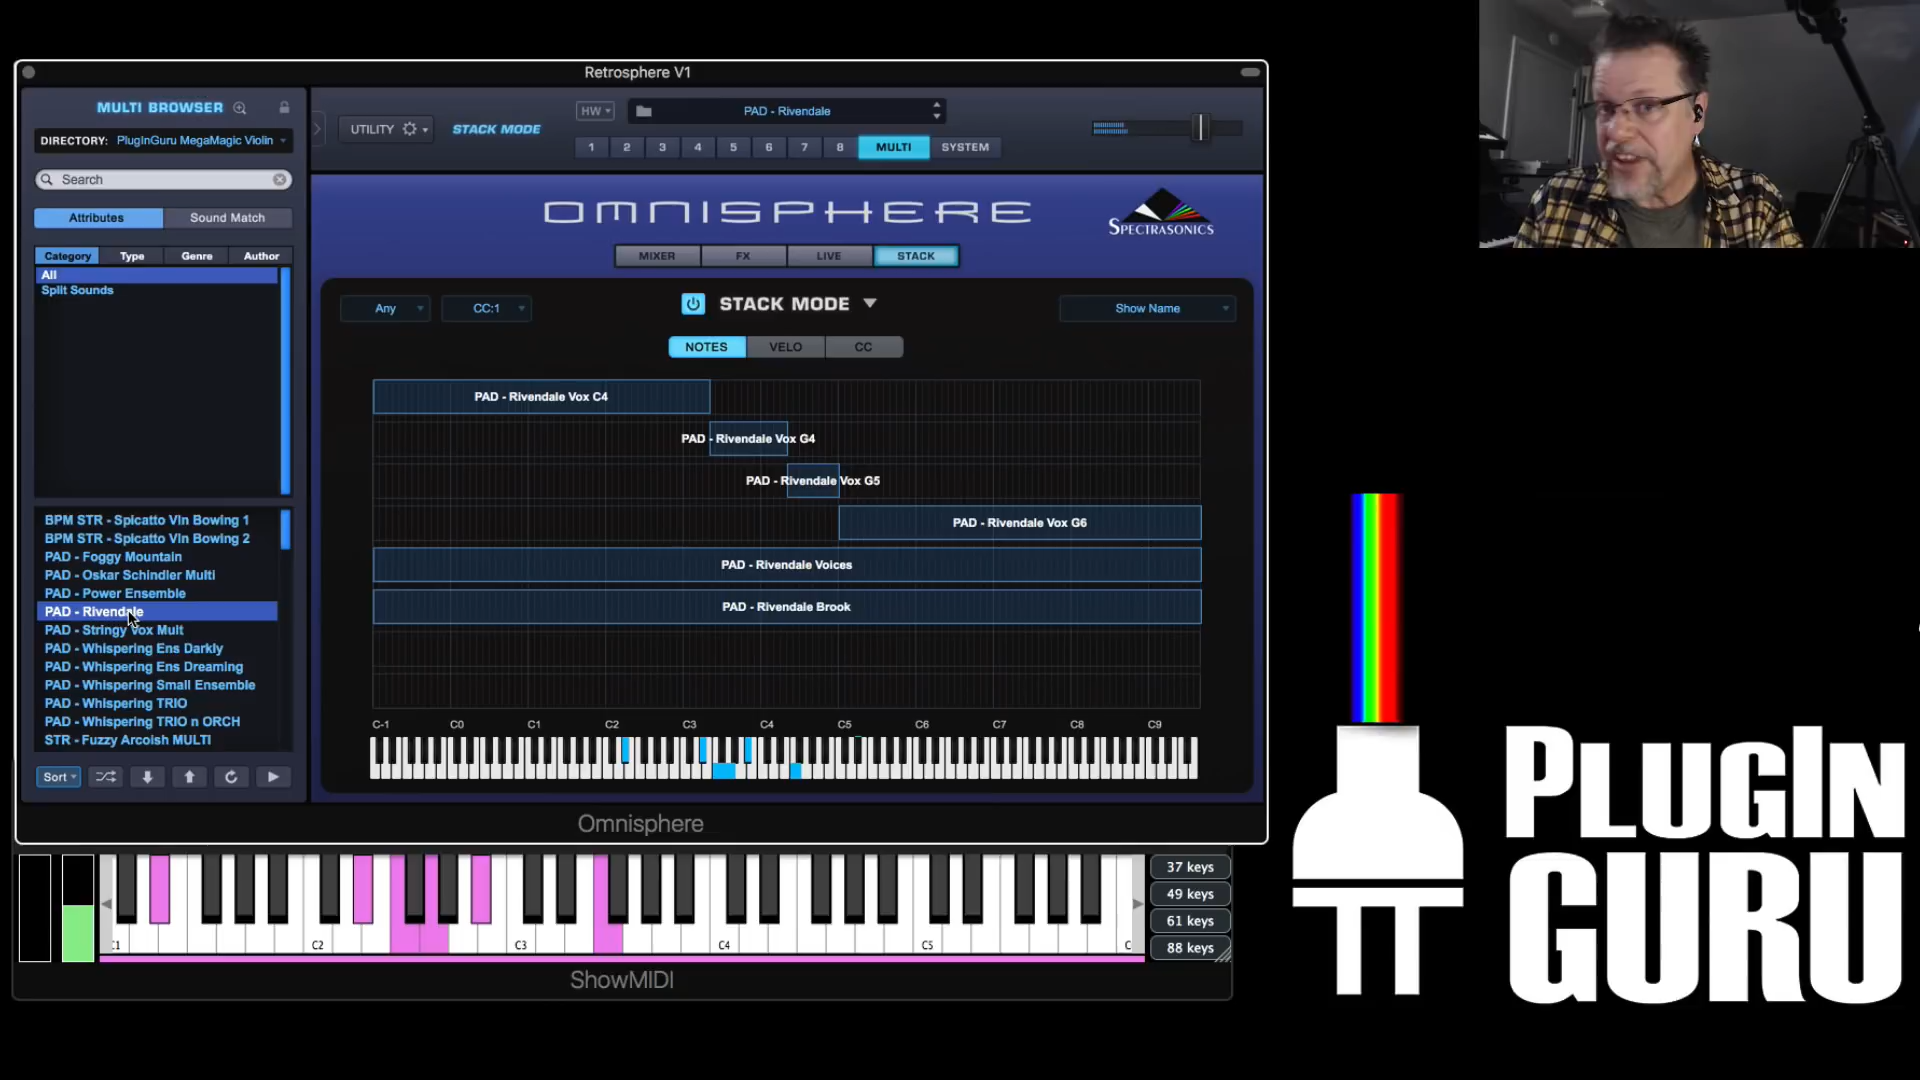 Retrosphere V1
MULTI BROWSER
DIRECTORY: PlugInGuru MegaMagic Violin
Search
Attributes
Sound Match
Category
Type
Genre
Author
All
Split Sounds
BPM STR - Spicatto Vln Bowing 1
BPM STR - Spicatto Vln Bowing 2
PAD - Foggy Mountain
PAD - Oskar Schindler Multi
PAD - Power Ensemble
PAD - Rivendale
PAD - Stringy Vox Mult
PAD - Whispering Ens Darkly
PAD - Whispering Ens Dreaming
PAD - Whispering Small Ensemble
PAD - Whispering TRIO
PAD - Whispering TRIO n ORCH
STR - Fuzzy Arcoish MULTI
Sort
UTILITY
STACK MODE
HW
PAD - Rivendale
1 2 3 4 5 6 7 8 MULTI SYSTEM
OMNISPHERE
SPECTRASONICS
MIXER FX LIVE STACK
Any
CC:1
STACK MODE
Show Name
NOTES VELO CC
PAD - Rivendale Vox C4
PAD - Rivendale Vox G4
PAD - Rivendale Vox G5
PAD - Rivendale Vox G6
PAD - Rivendale Voices
PAD - Rivendale Brook
C-1 C0 C1 C2 C3 C4 C5 C6 C7 C8 C9
Omnisphere
C1 C2 C3 C4 C5 C
37 keys
49 keys
61 keys
88 keys
ShowMIDI
PLUGIN
GURU